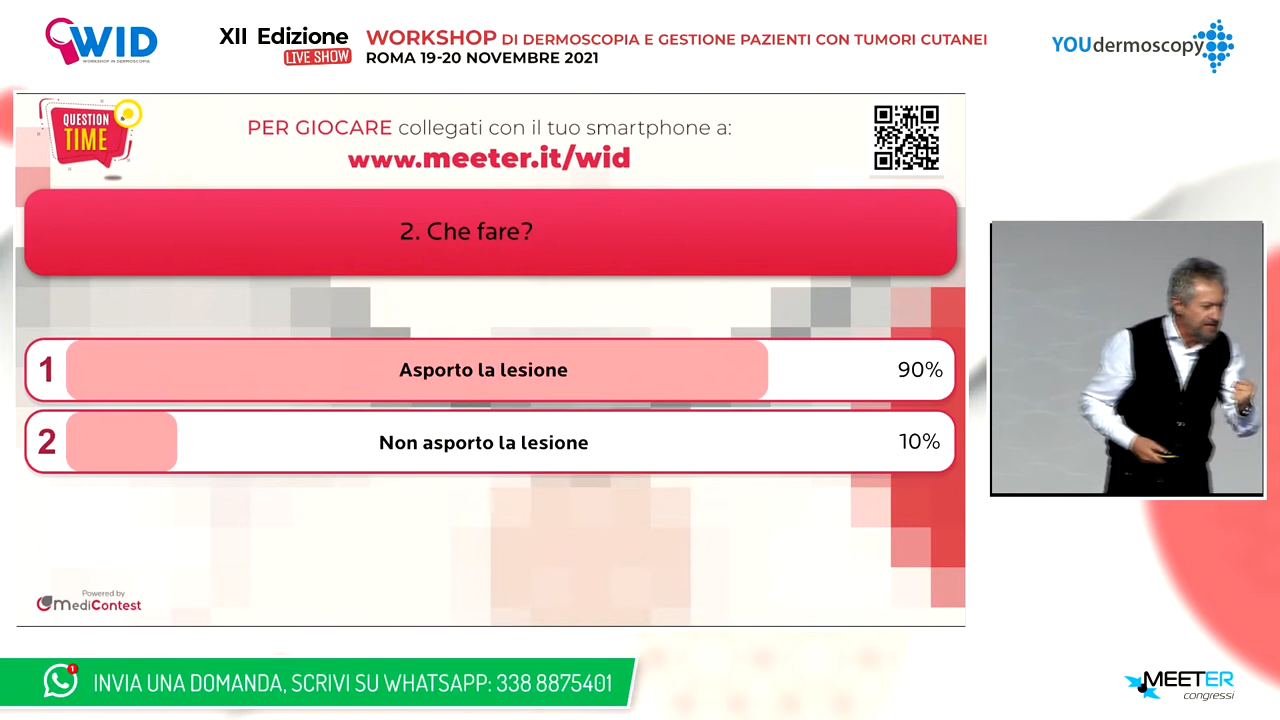 WID
WORKSHOP IN DERMOSCOPIA
XII Edizione
LIVE SHOW
WORKSHOP DI DERMOSCOPIA E GESTIONE PAZIENTI CON TUMORI CUTANEI
ROMA 19-20 NOVEMBRE 2021
YOUdermoscopy
QUESTION
TIME
PER GIOCARE collegati con il tuo smartphone a:
www.meeter.it/wid
2. Che fare?
1 Asporto la lesione 90%
2 Non asporto la lesione 10%
Powered by
mediContest
1
INVIA UNA DOMANDA, SCRIVI SU WHATSAPP: 338 8875401
MEETER
congressi